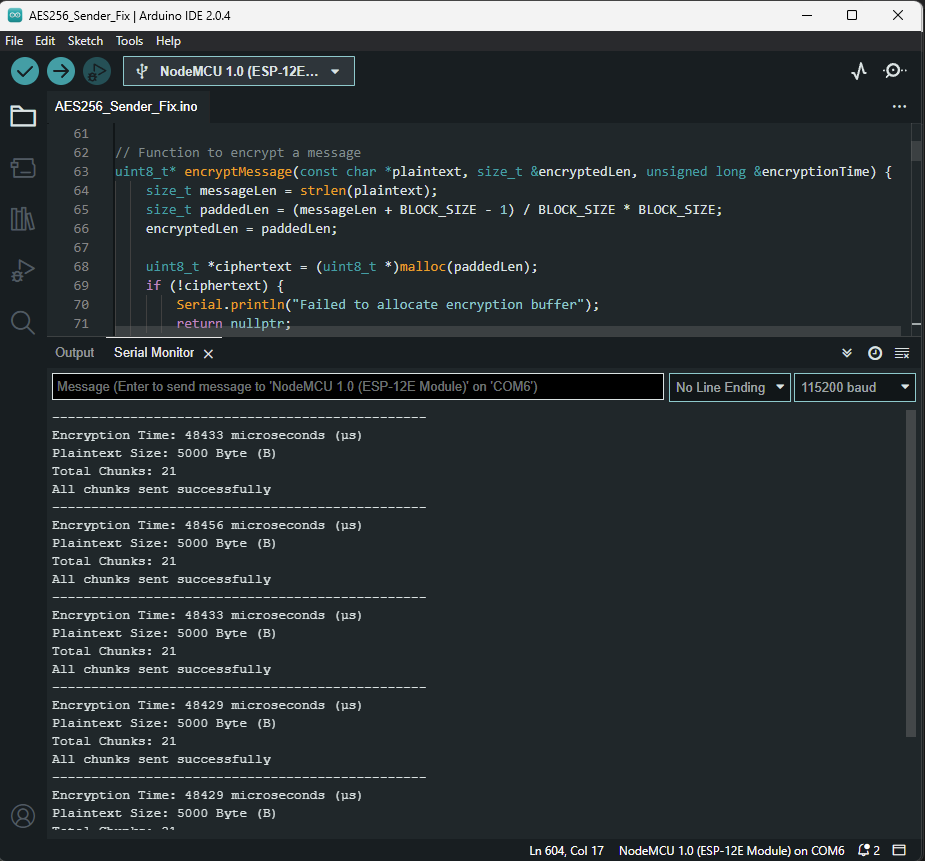 AES256_Sender_Fix | Arduino IDE 2.0.4
File Edit Sketch Tools Help
NodeMCU 1.0 (ESP-12E...
AES256_Sender_Fix.ino
61
62 // Function to encrypt a message
63 uint8_t* encryptMessage(const char *plaintext, size_t &encryptedLen, unsigned long &encryptionTime) {
64 size_t messageLen = strlen(plaintext);
65 size_t paddedLen = (messageLen + BLOCK_SIZE - 1) / BLOCK_SIZE * BLOCK_SIZE;
66 encryptedLen = paddedLen;
67
68 uint8_t *ciphertext = (uint8_t *)malloc(paddedLen);
69 if (!ciphertext) {
70 Serial.println("Failed to allocate encryption buffer");
71 return nullptr;
Output Serial Monitor
Message (Enter to send message to 'NodeMCU 1.0 (ESP-12E Module)' on 'COM6') No Line Ending 115200 baud
------------------------------------------------
Encryption Time: 48433 microseconds (µs)
Plaintext Size: 5000 Byte (B)
Total Chunks: 21
All chunks sent successfully
------------------------------------------------
Encryption Time: 48456 microseconds (µs)
Plaintext Size: 5000 Byte (B)
Total Chunks: 21
All chunks sent successfully
------------------------------------------------
Encryption Time: 48433 microseconds (µs)
Plaintext Size: 5000 Byte (B)
Total Chunks: 21
All chunks sent successfully
------------------------------------------------
Encryption Time: 48429 microseconds (µs)
Plaintext Size: 5000 Byte (B)
Total Chunks: 21
All chunks sent successfully
------------------------------------------------
Encryption Time: 48429 microseconds (µs)
Plaintext Size: 5000 Byte (B)
Total Chunks: 21
Ln 604, Col 17 NodeMCU 1.0 (ESP-12E Module) on COM6 2